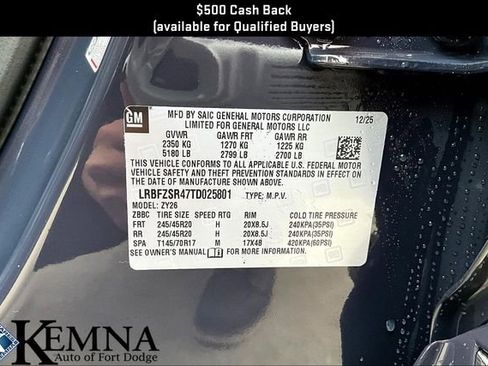 $500 Cash Back
(available for Qualified Buyers)
GM
MFD BY SAIC GENERAL MOTORS CORPORATION 12/25
LIMITED FOR GENERAL MOTORS LLC
GVWR GAWR FRT GAWR RR
2350 KG 1270 KG 1225 KG
5180 LB 2799 LB 2700 LB
THIS VEHICLE CONFORMS TO ALL APPLICABLE U.S. FEDERAL MOTOR
VEHICLE SAFETY AND THEFT PREVENTION STANDARDS IN EFFECT ON
THE DATE OF MANUFACTURE SHOWN ABOVE.
LRBFZSR47TD025801 TYPE: M.P.V.
MODEL: ZY26
ZBBC TIRE SIZE SPEED RTG RIM COLD TIRE PRESSURE
FRT 245/45R20 H 20X8.5J 240KPA(35PSI)
RR 245/45R20 H 20X8.5J 240KPA(35PSI)
SPA T145/70R17 M 17X4B 420KPA(60PSI)
SEE OWNER'S MANUAL FOR MORE INFORMATION.
KEMNA
Auto of Fort Dodge